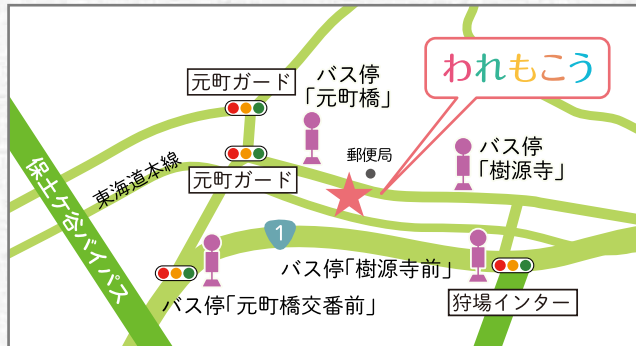 元町ガード
バス停
「元町橋」
われもこう
元町ガード
郵便局
バス停
「樹源寺」
東海道本線
保土ケ谷バイパス
1
バス停「樹源寺前」
バス停「元町橋交番前」
狩場インター